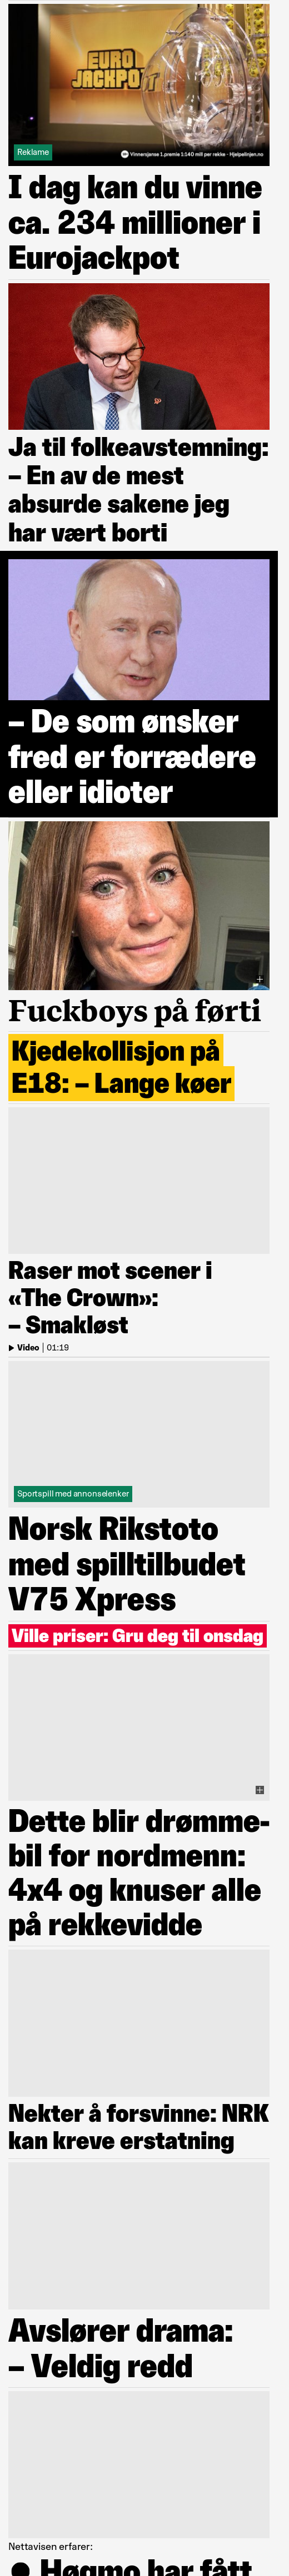 EURO
JACKPOT
Reklame
Vinnersjanse 1.premie 1:140 mill per rekke - Hjelpelinjen.no
I dag kan du vinne
ca. 234 millioner i
Eurojackpot
Ja til folkeavstemning:
– En av de mest
absurde sakene jeg
har vært borti
– De som ønsker
fred er forrædere
eller idioter
Fuckboys på førti
Kjedekollisjon på
E18: – Lange køer
Raser mot scener i
«The Crown»:
– Smakløst
Video | 01:19
Sportspill med annonselenker
Norsk Rikstoto
med spilltilbudet
V75 Xpress
Ville priser: Gru deg til onsdag
Dette blir drømme-
bil for nordmenn:
4x4 og knuser alle
på rekkevidde
Nekter å forsvinne: NRK
kan kreve erstatning
Avslører drama:
– Veldig redd
Nettavisen erfarer:
● Høgmo har fått